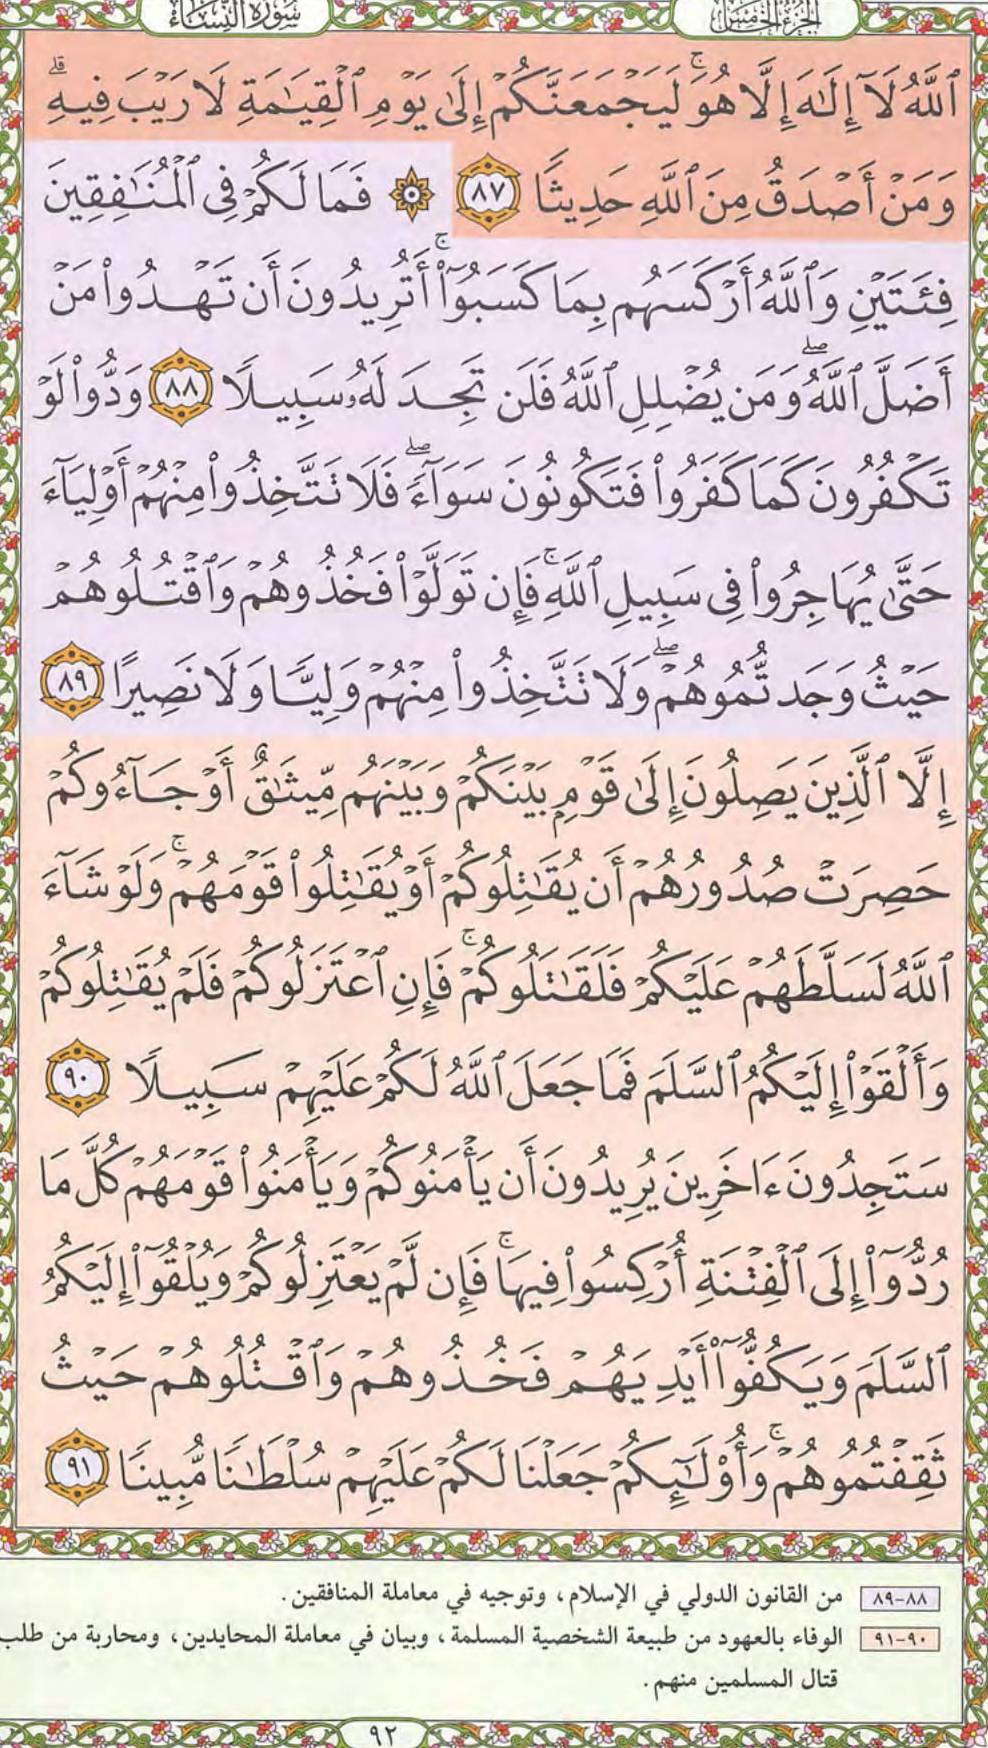 سورة النساء
الجزء الخامس
ٱللَّهُ لَآ إِلَـٰهَ إِلَّا هُوَ ۚ لَيَجْمَعَنَّكُمْ إِلَىٰ يَوْمِ ٱلْقِيَـٰمَةِ لَا رَيْبَ فِيهِ ۗ
وَمَنْ أَصْدَقُ مِنَ ٱللَّهِ حَدِيثًا ٨٧ ۞ فَمَا لَكُمْ فِى ٱلْمُنَـٰفِقِينَ
فِئَتَيْنِ وَٱللَّهُ أَرْكَسَهُم بِمَا كَسَبُوٓا۟ ۚ أَتُرِيدُونَ أَن تَهْدُوا۟ مَنْ
أَضَلَّ ٱللَّهُ ۖ وَمَن يُضْلِلِ ٱللَّهُ فَلَن تَجِدَ لَهُۥ سَبِيلًا ٨٨ وَدُّوا۟ لَوْ
تَكْفُرُونَ كَمَا كَفَرُوا۟ فَتَكُونُونَ سَوَآءً ۖ فَلَا تَتَّخِذُوا۟ مِنْهُمْ أَوْلِيَآءَ
حَتَّىٰ يُهَاجِرُوا۟ فِى سَبِيلِ ٱللَّهِ ۚ فَإِن تَوَلَّوْا۟ فَخُذُوهُمْ وَٱقْتُلُوهُمْ
حَيْثُ وَجَدتُّمُوهُمْ ۖ وَلَا تَتَّخِذُوا۟ مِنْهُمْ وَلِيًّا وَلَا نَصِيرًا ٨٩
إِلَّا ٱلَّذِينَ يَصِلُونَ إِلَىٰ قَوْمٍۭ بَيْنَكُمْ وَبَيْنَهُم مِّيثَـٰقٌ أَوْ جَآءُوكُمْ
حَصِرَتْ صُدُورُهُمْ أَن يُقَـٰتِلُوكُمْ أَوْ يُقَـٰتِلُوا۟ قَوْمَهُمْ ۚ وَلَوْ شَآءَ
ٱللَّهُ لَسَلَّطَهُمْ عَلَيْكُمْ فَلَقَـٰتَلُوكُمْ ۚ فَإِنِ ٱعْتَزَلُوكُمْ فَلَمْ يُقَـٰتِلُوكُمْ
وَأَلْقَوْا۟ إِلَيْكُمُ ٱلسَّلَمَ فَمَا جَعَلَ ٱللَّهُ لَكُمْ عَلَيْهِمْ سَبِيلًا ٩٠
سَتَجِدُونَ ءَاخَرِينَ يُرِيدُونَ أَن يَأْمَنُوكُمْ وَيَأْمَنُوا۟ قَوْمَهُمْ كُلَّ مَا
رُدُّوٓا۟ إِلَى ٱلْفِتْنَةِ أُرْكِسُوا۟ فِيهَا ۚ فَإِن لَّمْ يَعْتَزِلُوكُمْ وَيُلْقُوٓا۟ إِلَيْكُمُ
ٱلسَّلَمَ وَيَكُفُّوٓا۟ أَيْدِيَهُمْ فَخُذُوهُمْ وَٱقْتُلُوهُمْ حَيْثُ
ثَقِفْتُمُوهُمْ ۚ وَأُو۟لَـٰٓئِكُمْ جَعَلْنَا لَكُمْ عَلَيْهِمْ سُلْطَـٰنًا مُّبِينًا ٩١
٨٨-٨٩ من القانون الدولي في الإسلام، وتوجيه في معاملة المنافقين.
٩٠-٩١ الوفاء بالعهود من طبيعة الشخصية المسلمة، وبيان في معاملة المحايدين، ومحاربة من طلب
قتال المسلمين منهم.
٩٢